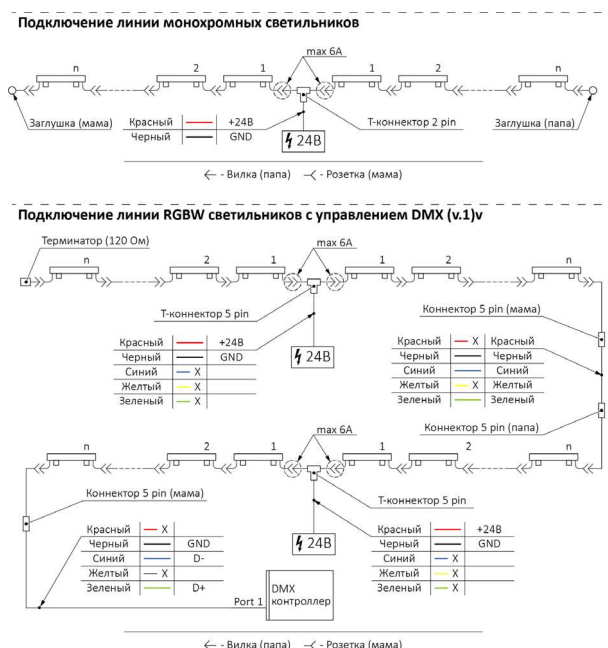 Подключение линии монохромных светильников
max 6A
n 2 1 1 2 n
Заглушка (мама)
Красный +24В
Черный GND
24В
Т-коннектор 2 pin
Заглушка (папа)
- Вилка (папа) - Розетка (мама)
Подключение линии RGBW светильников с управлением DMX (v.1)v
Терминатор (120 Ом)
max 6A
n 2 1 1 2 n
Т-коннектор 5 pin
Коннектор 5 pin (мама)
Красный +24В
Черный GND
Синий X
Желтый X
Зеленый X
24В
Красный X Красный
Черный Черный
Синий Синий
Желтый X Желтый
Зеленый Зеленый
Коннектор 5 pin (папа)
max 6A
n 2 1 1 2 n
Коннектор 5 pin (мама)
Т-коннектор 5 pin
Красный X
Черный GND
Синий D-
Желтый X
Зеленый D+
24В
Красный +24В
Черный GND
Синий X
Желтый X
Зеленый X
Port 1
DMX
контроллер
- Вилка (папа) - Розетка (мама)